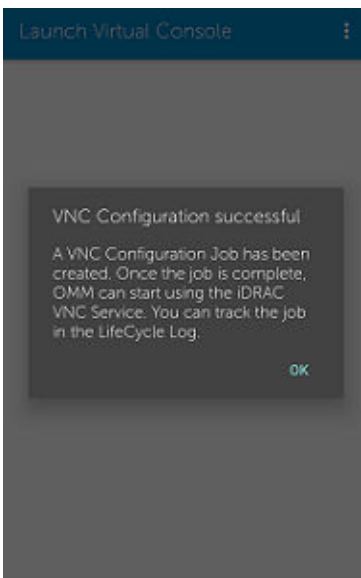 Launch Virtual Console
VNC Configuration successful
A VNC Configuration Job has been
created. Once the job is complete,
OMM can start using the iDRAC
VNC Service. You can track the job
in the LifeCycle Log.
OK